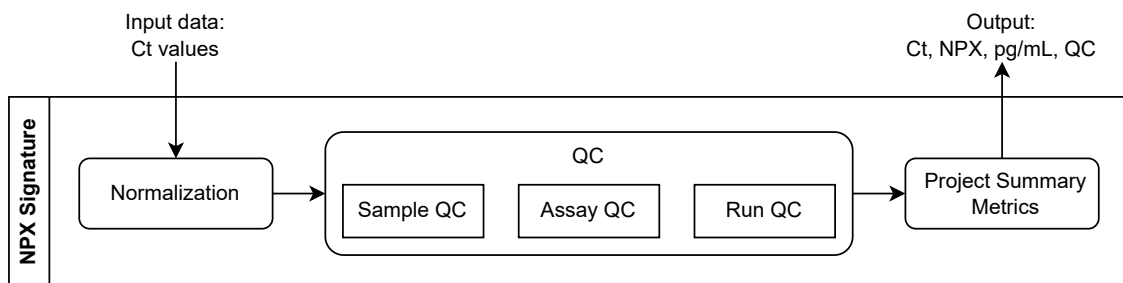 Input data:
Ct values
Output:
Ct, NPX, pg/mL, QC
NPX Signature
Normalization
QC
Sample QC
Assay QC
Run QC
Project Summary
Metrics